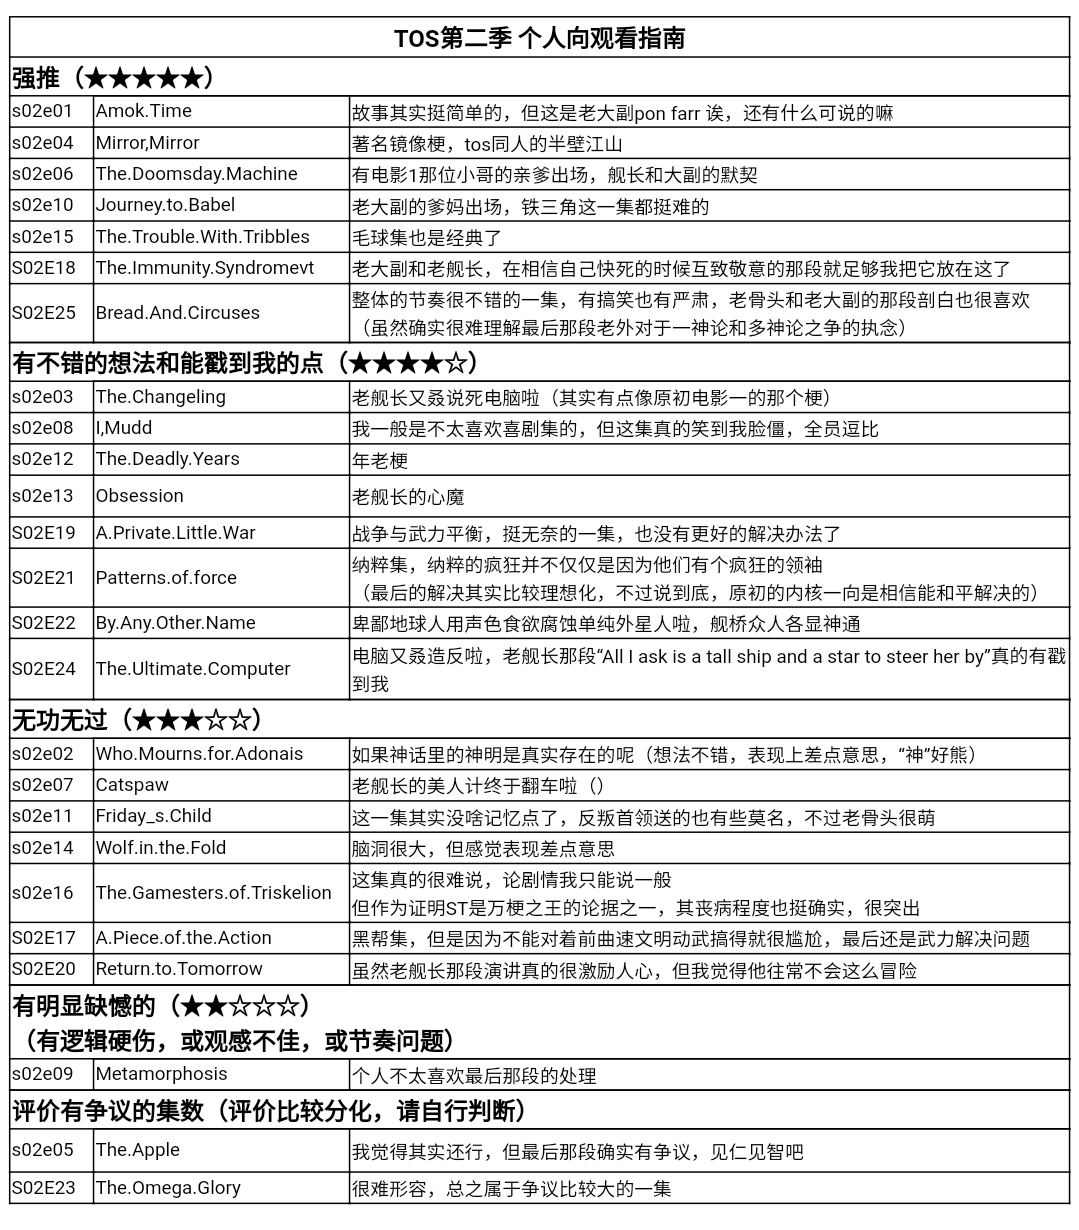 TOS第二季 个人向观看指南
强推（★★★★★）
s02e01 Amok.Time 故事其实挺简单的，但这是老大副pon farr 诶，还有什么可说的嘛
s02e04 Mirror,Mirror 著名镜像梗，tos同人的半壁江山
s02e06 The.Doomsday.Machine 有电影1那位小哥的亲爹出场，舰长和大副的默契
s02e10 Journey.to.Babel 老大副的爹妈出场，铁三角这一集都挺难的
s02e15 The.Trouble.With.Tribbles 毛球集也是经典了
S02E18 The.Immunity.Syndromevt 老大副和老舰长，在相信自己快死的时候互致敬意的那段就足够我把它放在这了
S02E25 Bread.And.Circuses 整体的节奏很不错的一集，有搞笑也有严肃，老骨头和老大副的那段剖白也很喜欢
（虽然确实很难理解最后那段老外对于一神论和多神论之争的执念）
有不错的想法和能戳到我的点（★★★★☆）
s02e03 The.Changeling 老舰长又叒说死电脑啦（其实有点像原初电影一的那个梗）
s02e08 I,Mudd 我一般是不太喜欢喜剧集的，但这集真的笑到我脸僵，全员逗比
s02e12 The.Deadly.Years 年老梗
s02e13 Obsession 老舰长的心魔
S02E19 A.Private.Little.War 战争与武力平衡，挺无奈的一集，也没有更好的解决办法了
S02E21 Patterns.of.force 纳粹集，纳粹的疯狂并不仅仅是因为他们有个疯狂的领袖
（最后的解决其实比较理想化，不过说到底，原初的内核一向是相信能和平解决的）
S02E22 By.Any.Other.Name 卑鄙地球人用声色食欲腐蚀单纯外星人啦，舰桥众人各显神通
S02E24 The.Ultimate.Computer 电脑又叒造反啦，老舰长那段“All I ask is a tall ship and a star to steer her by”真的有戳
到我
无功无过（★★★☆☆）
s02e02 Who.Mourns.for.Adonais 如果神话里的神明是真实存在的呢（想法不错，表现上差点意思，“神”好熊）
s02e07 Catspaw 老舰长的美人计终于翻车啦（）
s02e11 Friday_s.Child 这一集其实没啥记忆点了，反叛首领送的也有些莫名，不过老骨头很萌
s02e14 Wolf.in.the.Fold 脑洞很大，但感觉表现差点意思
s02e16 The.Gamesters.of.Triskelion 这集真的很难说，论剧情我只能说一般
但作为证明ST是万梗之王的论据之一，其丧病程度也挺确实，很突出
S02E17 A.Piece.of.the.Action 黑帮集，但是因为不能对着前曲速文明动武搞得就很尴尬，最后还是武力解决问题
S02E20 Return.to.Tomorrow 虽然老舰长那段演讲真的很激励人心，但我觉得他往常不会这么冒险
有明显缺憾的（★★☆☆☆）
（有逻辑硬伤，或观感不佳，或节奏问题）
s02e09 Metamorphosis 个人不太喜欢最后那段的处理
评价有争议的集数（评价比较分化，请自行判断）
s02e05 The.Apple 我觉得其实还行，但最后那段确实有争议，见仁见智吧
S02E23 The.Omega.Glory 很难形容，总之属于争议比较大的一集